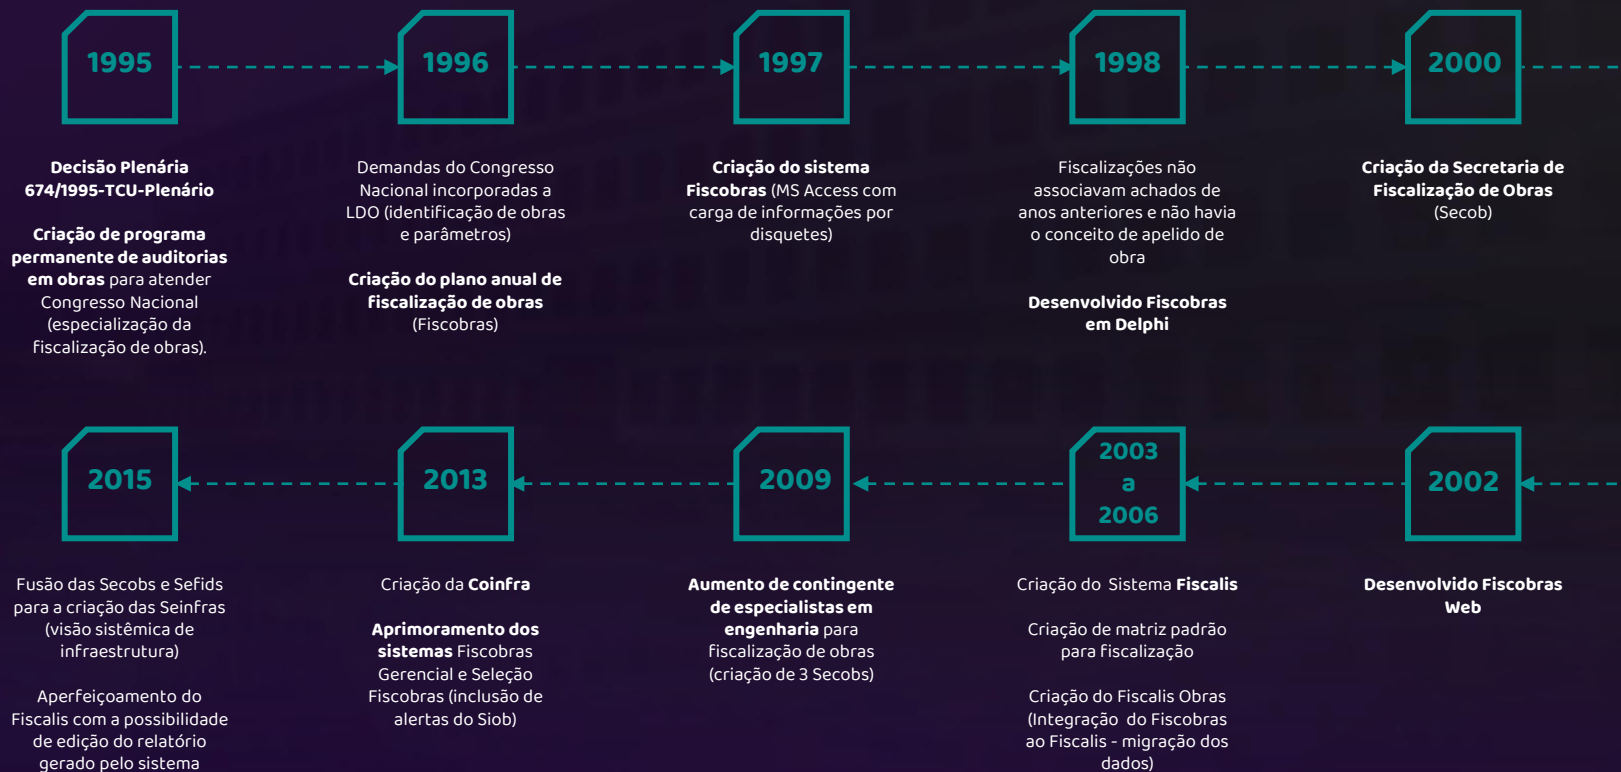 1995
Decisão Plenária
674/1995-TCU-Plenário
Criação de programa
permanente de auditorias
em obras para atender
Congresso Nacional
(especialização da
fiscalização de obras).
1996
Demandas do Congresso
Nacional incorporadas a
LDO (identificação de obras
e parâmetros)
Criação do plano anual de
fiscalização de obras
(Fiscobras)
1997
Criação do sistema
Fiscobras (MS Access com
carga de informações por
disquetes)
1998
Fiscalizações não
associavam achados de
anos anteriores e não havia
o conceito de apelido de
obra
Desenvolvido Fiscobras
em Delphi
2000
Criação da Secretaria de
Fiscalização de Obras
(Secob)
2015
Fusão das Secobs e Sefids
para a criação das Seinfras
(visão sistêmica de
infraestrutura)
Aperfeiçoamento do
Fiscalis com a possibilidade
de edição do relatório
gerado pelo sistema
2013
Criação da Coinfra
Aprimoramento dos
sistemas Fiscobras
Gerencial e Seleção
Fiscobras (inclusão de
alertas do Siob)
2009
Aumento de contingente
de especialistas em
engenharia para
fiscalização de obras
(criação de 3 Secobs)
2003
a
2006
Criação do Sistema Fiscalis
Criação de matriz padrão
para fiscalização
Criação do Fiscalis Obras
(Integração do Fiscobras
ao Fiscalis - migração dos
dados)
2002
Desenvolvido Fiscobras
Web